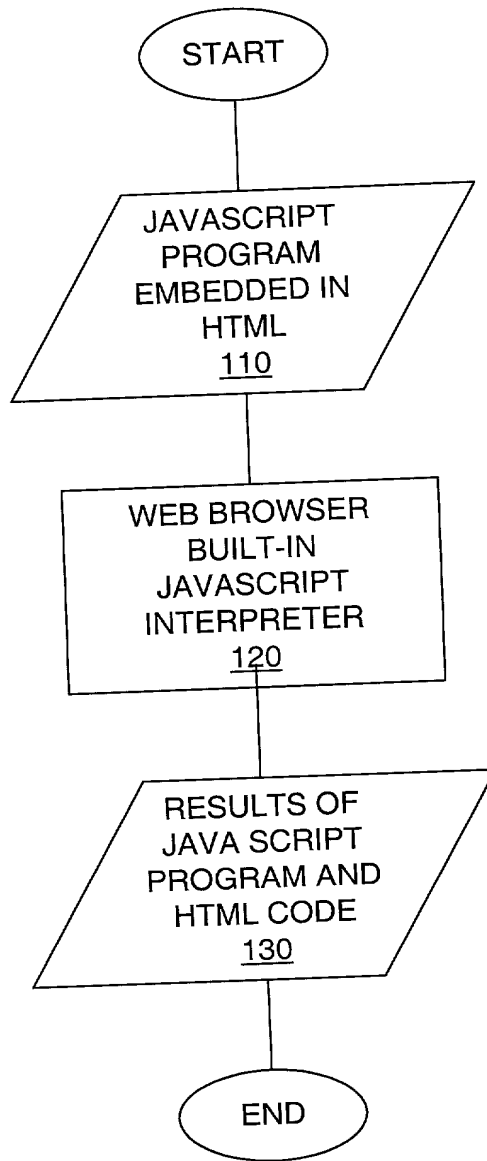 START
JAVASCRIPT
PROGRAM
EMBEDDED IN
HTML
110
WEB BROWSER
BUILT-IN
JAVASCRIPT
INTERPRETER
120
RESULTS OF
JAVA SCRIPT
PROGRAM AND
HTML CODE
130
END